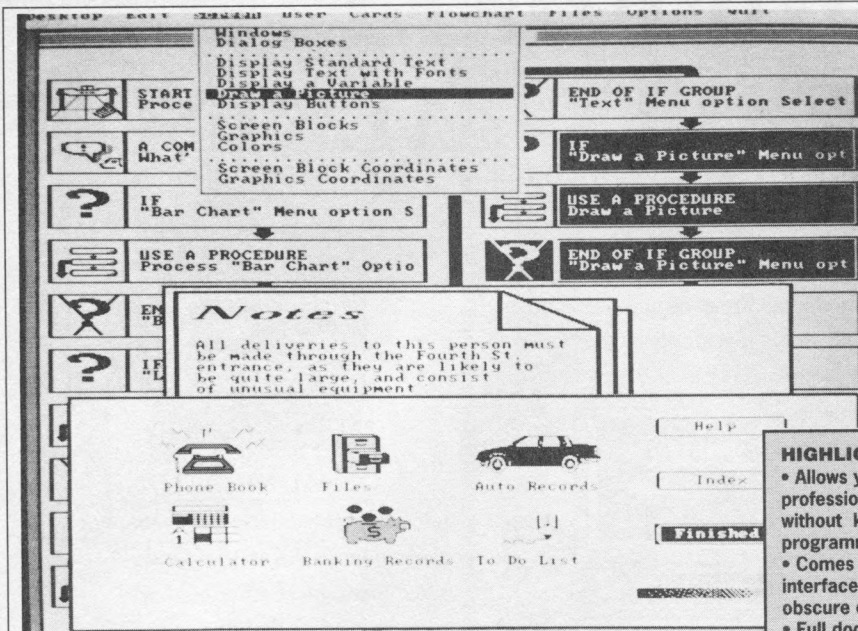 Desktop Edit System User Cards Flowchart Files Options Quit
Windows
Dialog Boxes
Display Standard Text
Display Text with Fonts
Display a Variable
Draw a Picture
Display Buttons
Screen Blocks
Graphics
Colors
Screen Block Coordinates
Graphics Coordinates
START
Proce
A COM
What'
IF
"Bar Chart" Menu option S
USE A PROCEDURE
Process "Bar Chart" Optio
EN
"B
IF
"L
END OF IF GROUP
"Text" Menu option Select
IF
"Draw a Picture" Menu opt
USE A PROCEDURE
Draw a Picture
END OF IF GROUP
"Draw a Picture" Menu opt
Notes
All deliveries to this person must
be made through the Fourth St.
entrance, as they are likely to
be quite large, and consist
of unusual equipment
Phone Book
Files
Auto Records
Calculator
Banking Records
To Do List
Help
Index
Finished
HIGHLIG
• Allows y
professio
without k
programm
• Comes
interface
obscure c
• Full doc